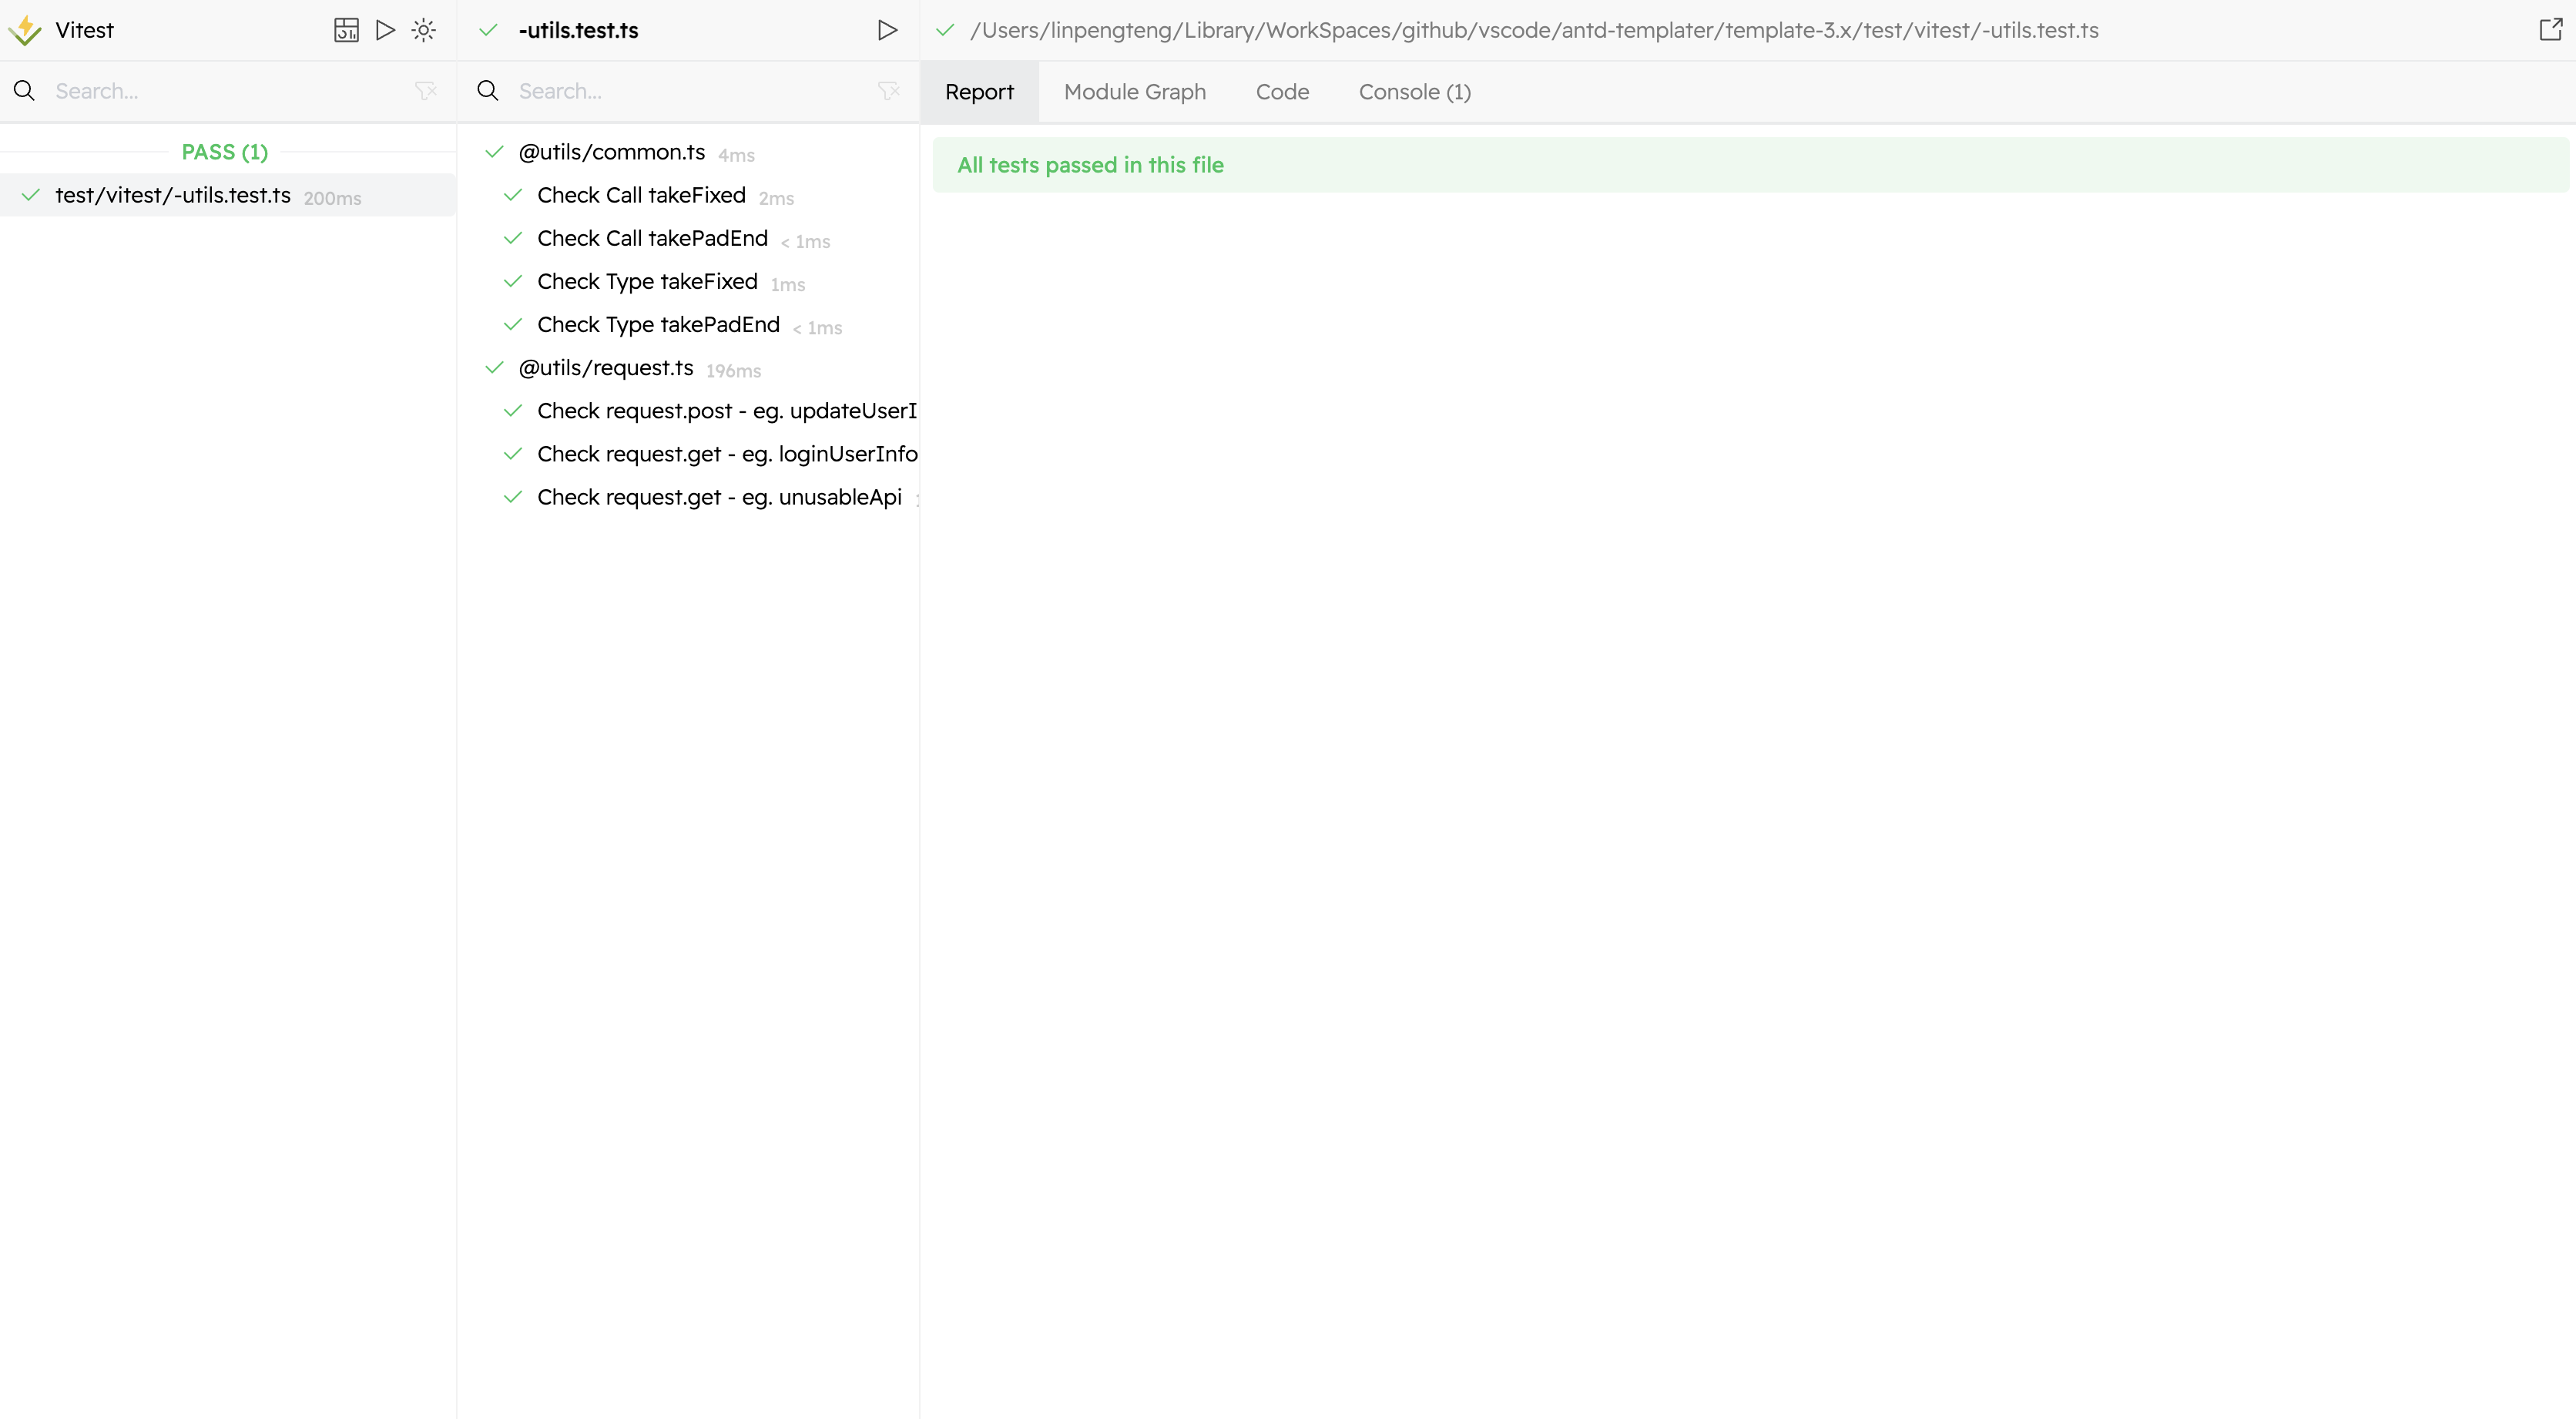 Vitest
Search...
PASS (1)
test/vitest/-utils.test.ts 200ms
-utils.test.ts
Search...
@utils/common.ts 4ms
Check Call takeFixed 2ms
Check Call takePadEnd < 1ms
Check Type takeFixed 1ms
Check Type takePadEnd < 1ms
@utils/request.ts 196ms
Check request.post - eg. updateUserI
Check request.get - eg. loginUserInfo
Check request.get - eg. unusableApi
/Users/linpengteng/Library/WorkSpaces/github/vscode/antd-templater/template-3.x/test/vitest/-utils.test.ts
Report Module Graph Code Console (1)
All tests passed in this file